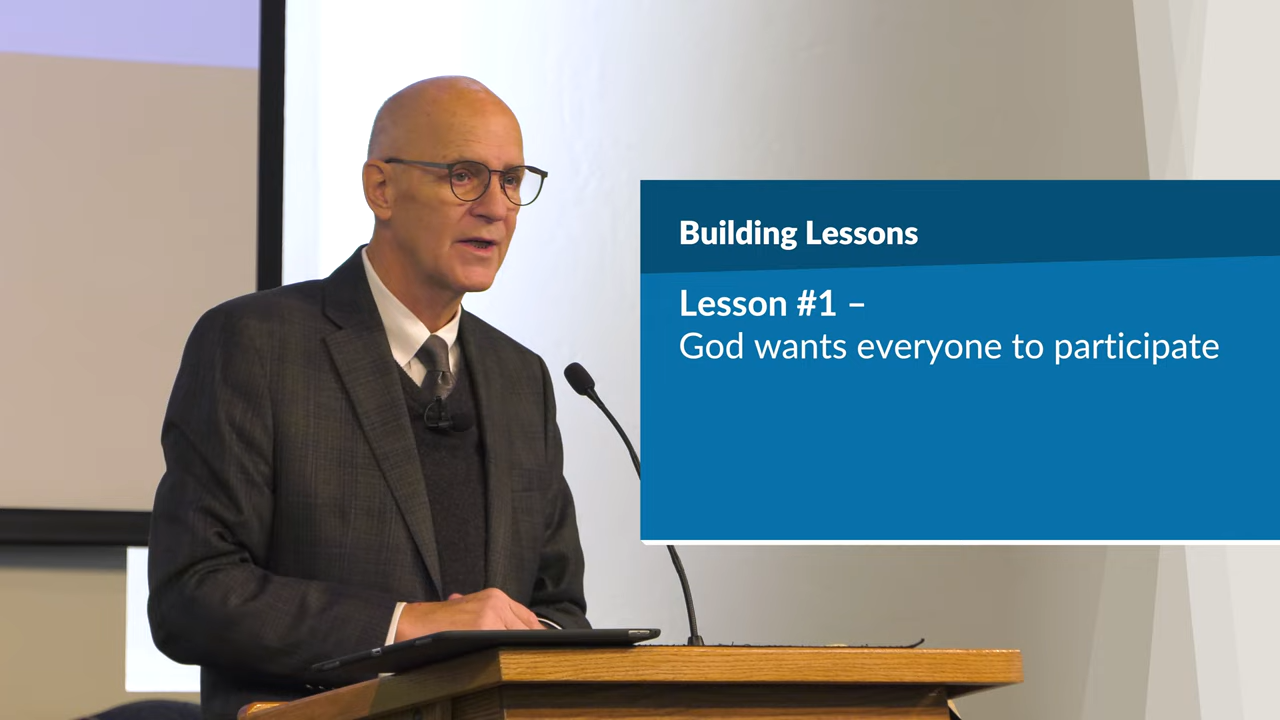 Building Lessons
Lesson #1 –
God wants everyone to participate